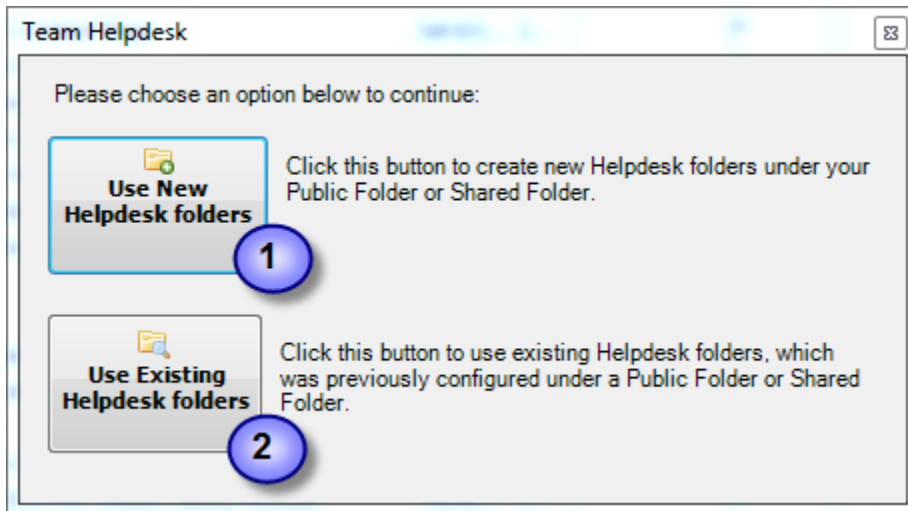 Team Helpdesk
Please choose an option below to continue:
Use New
Helpdesk folders
Click this button to create new Helpdesk folders under your
Public Folder or Shared Folder.
1
Use Existing
Helpdesk folders
Click this button to use existing Helpdesk folders, which
was previously configured under a Public Folder or Shared
Folder.
2